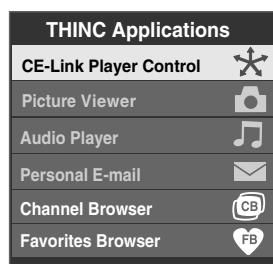 THINC Applications
CE-Link Player Control
Picture Viewer
Audio Player
Personal E-mail
Channel Browser
CB
Favorites Browser
FB